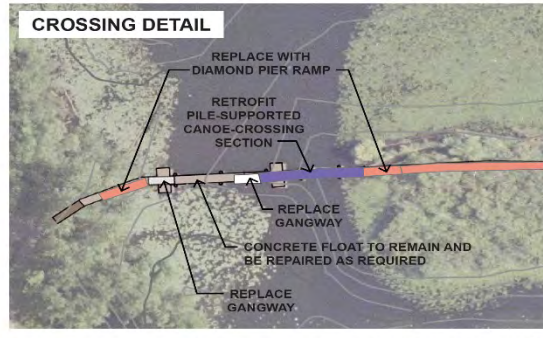 CROSSING DETAIL
REPLACE WITH
DIAMOND PIER RAMP
RETROFIT
PILE-SUPPORTED
CANOE-CROSSING
SECTION
REPLACE
GANGWAY
CONCRETE FLOAT TO REMAIN AND
BE REPAIRED AS REQUIRED
REPLACE
GANGWAY